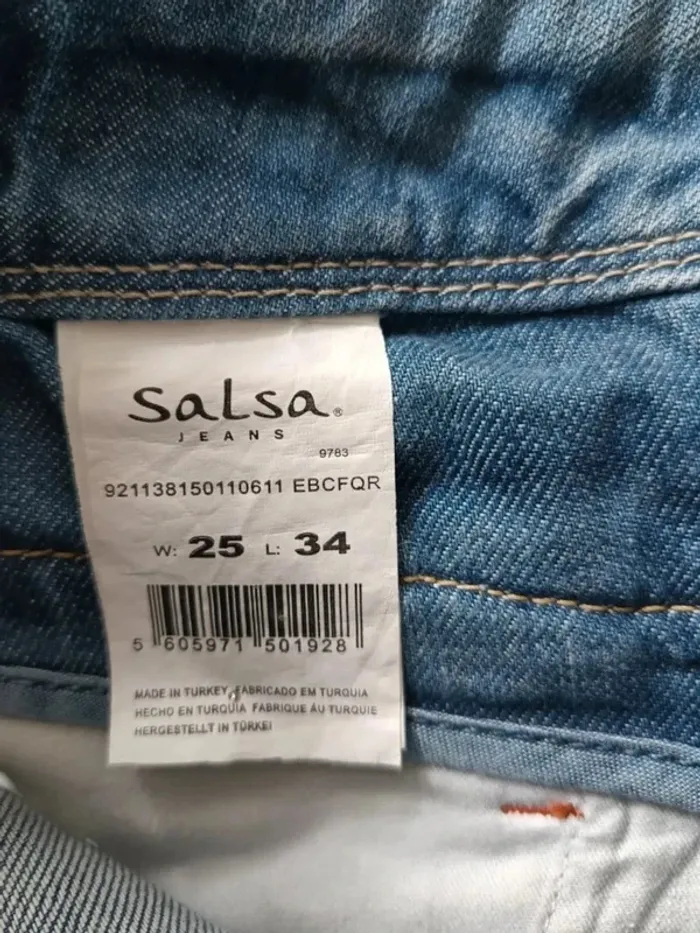 Salsa®
JEANS
9783
921138150110611 EBCFQR
W: 25 L: 34
5 605971 501928
MADE IN TURKEY, FABRICADO EM TURQUIA
HECHO EN TURQUÍA FABRIQUE AU TURQUIE
HERGESTELLT IN TÜRKEI